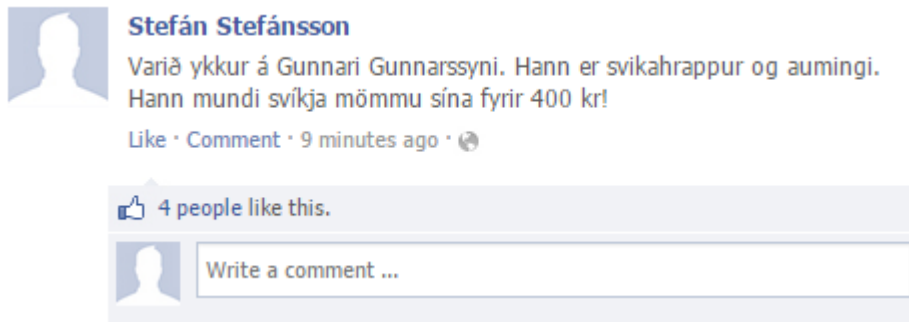 Stefán Stefánsson
Varið ykkur á Gunnari Gunnarssyni. Hann er svikahrappur og aumingi.
Hann mundi svíkja mömmu sína fyrir 400 kr!
Like · Comment · 9 minutes ago ·
4 people like this.
Write a comment ...